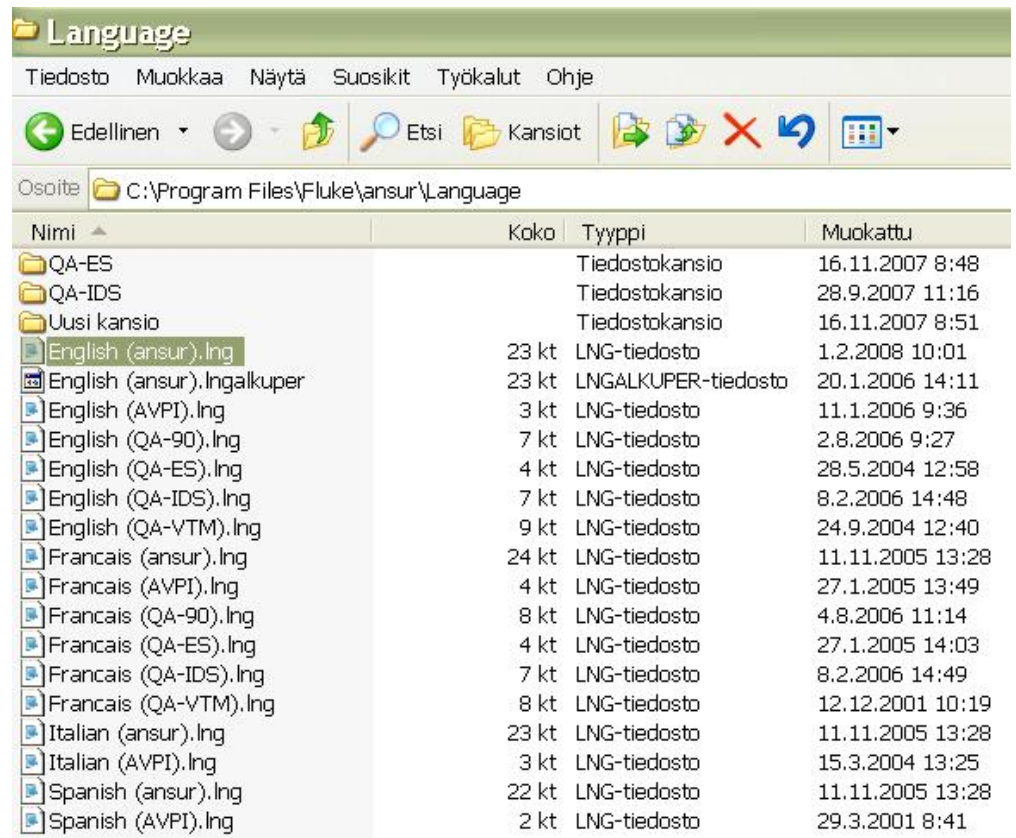 Language
Tiedosto Muokkaa Näytä Suosikit Työkalut Ohje
Edellinen Etsi Kansiot
Osoite C:\Program Files\Fluke\ansur\Language
Nimi Koko Tyyppi Muokattu
QA-ES Tiedostokansio 16.11.2007 8:48
QA-IDS Tiedostokansio 28.9.2007 11:16
Uusi kansio Tiedostokansio 16.11.2007 8:51
English (ansur).lng 23 kt LNG-tiedosto 1.2.2008 10:01
English (ansur).lngalkuper 23 kt LNGALKUPER-tiedosto 20.1.2006 14:11
English (AVPI).lng 3 kt LNG-tiedosto 11.1.2006 9:36
English (QA-90).lng 7 kt LNG-tiedosto 2.8.2006 9:27
English (QA-ES).lng 4 kt LNG-tiedosto 28.5.2004 12:58
English (QA-IDS).lng 7 kt LNG-tiedosto 8.2.2006 14:48
English (QA-VTM).lng 9 kt LNG-tiedosto 24.9.2004 12:40
Francais (ansur).lng 24 kt LNG-tiedosto 11.11.2005 13:28
Francais (AVPI).lng 4 kt LNG-tiedosto 27.1.2005 13:49
Francais (QA-90).lng 8 kt LNG-tiedosto 4.8.2006 11:14
Francais (QA-ES).lng 4 kt LNG-tiedosto 27.1.2005 14:03
Francais (QA-IDS).lng 7 kt LNG-tiedosto 8.2.2006 14:49
Francais (QA-VTM).lng 8 kt LNG-tiedosto 12.12.2001 10:19
Italian (ansur).lng 23 kt LNG-tiedosto 11.11.2005 13:28
Italian (AVPI).lng 3 kt LNG-tiedosto 15.3.2004 13:25
Spanish (ansur).lng 22 kt LNG-tiedosto 11.11.2005 13:28
Spanish (AVPI).lng 2 kt LNG-tiedosto 29.3.2001 8:41